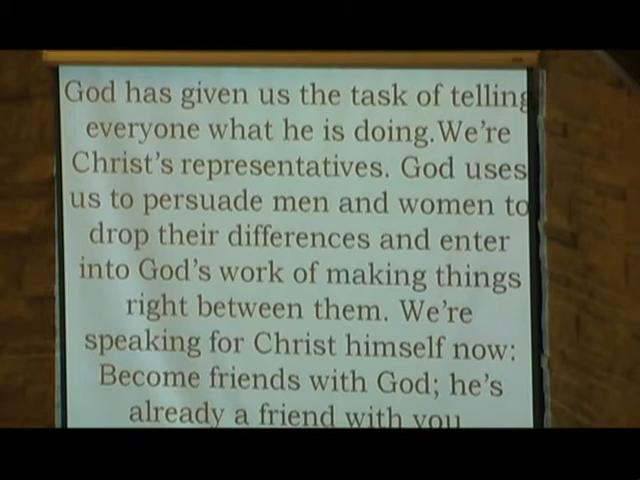 God has given us the task of telling
everyone what he is doing.We're
Christ's representatives. God uses
us to persuade men and women to
drop their differences and enter
into God's work of making things
right between them. We're
speaking for Christ himself now:
Become friends with God; he's
already a friend with you